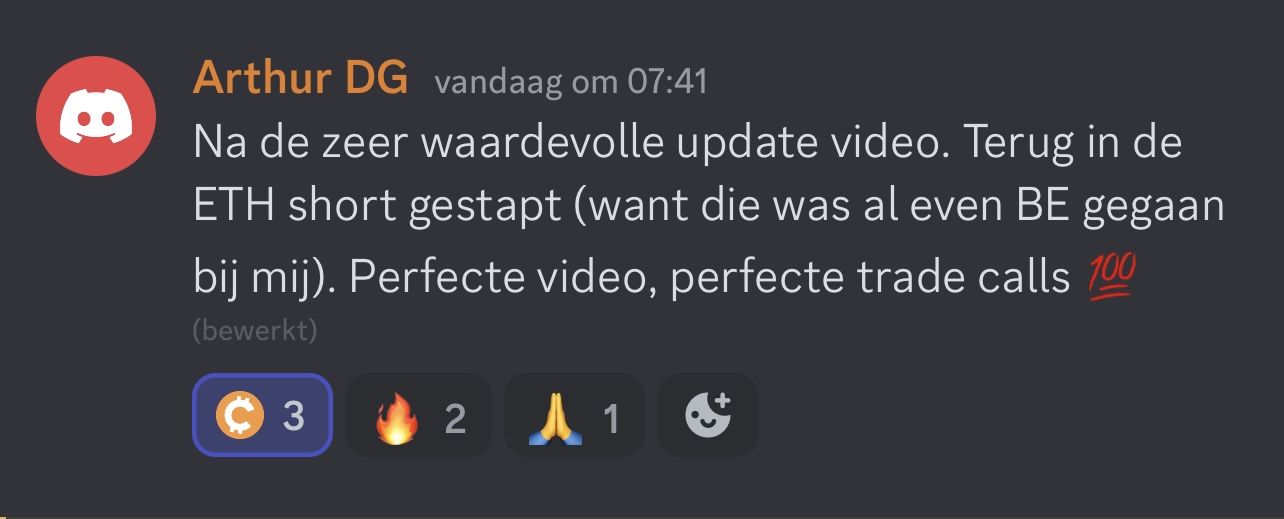 Arthur DG vandaag om 07:41
Na de zeer waardevolle update video. Terug in de
ETH short gestapt (want die was al even BE gegaan
bij mij). Perfecte video, perfecte trade calls 💯
(bewerkt)
3 2 1